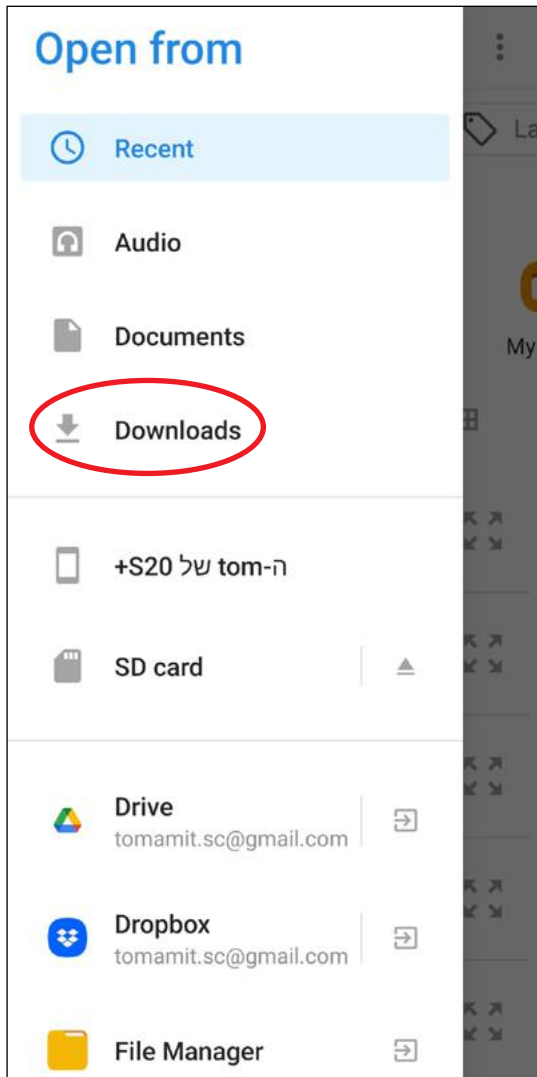 Open from
Recent
La
Audio
Documents
My
Downloads
ה-tom של S20+
SD card
Drive
tomamit.sc@gmail.com
Dropbox
tomamit.sc@gmail.com
File Manager